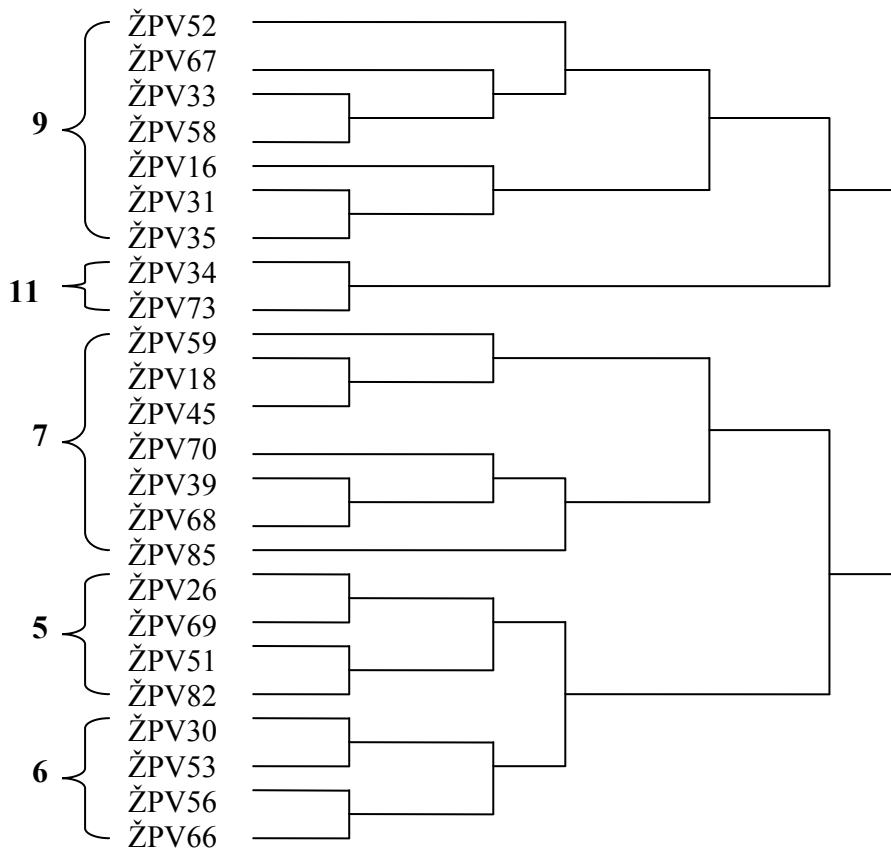 ŽPV52
ŽPV67
ŽPV33
9 ŽPV58
ŽPV16
ŽPV31
ŽPV35
ŽPV34
11
ŽPV73
ŽPV59
ŽPV18
ŽPV45
7
ŽPV70
ŽPV39
ŽPV68
ŽPV85
ŽPV26
5 ŽPV69
ŽPV51
ŽPV82
ŽPV30
6 ŽPV53
ŽPV56
ŽPV66